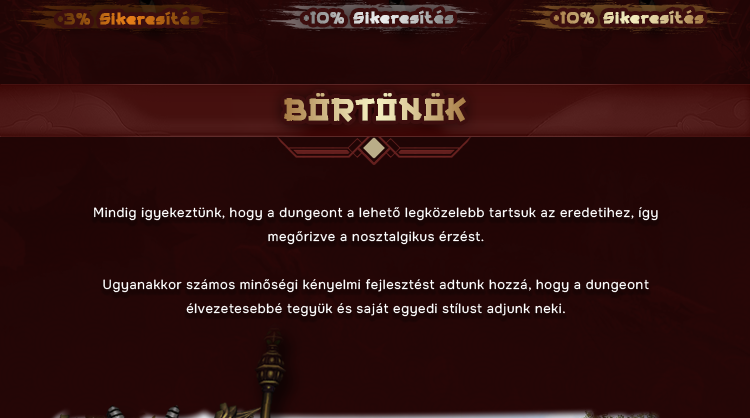 +3% Sikeresítés +10% Sikeresítés +10% Sikeresítés
BÖRTÖNÖK
Mindig igyekeztünk, hogy a dungeont a lehető legközelebb tartsuk az eredetihez, így
megőrizve a nosztalgikus érzést.
Ugyanakkor számos minőségi kényelmi fejlesztést adtunk hozzá, hogy a dungeont
élvezetesebbé tegyük és saját egyedi stílust adjunk neki.